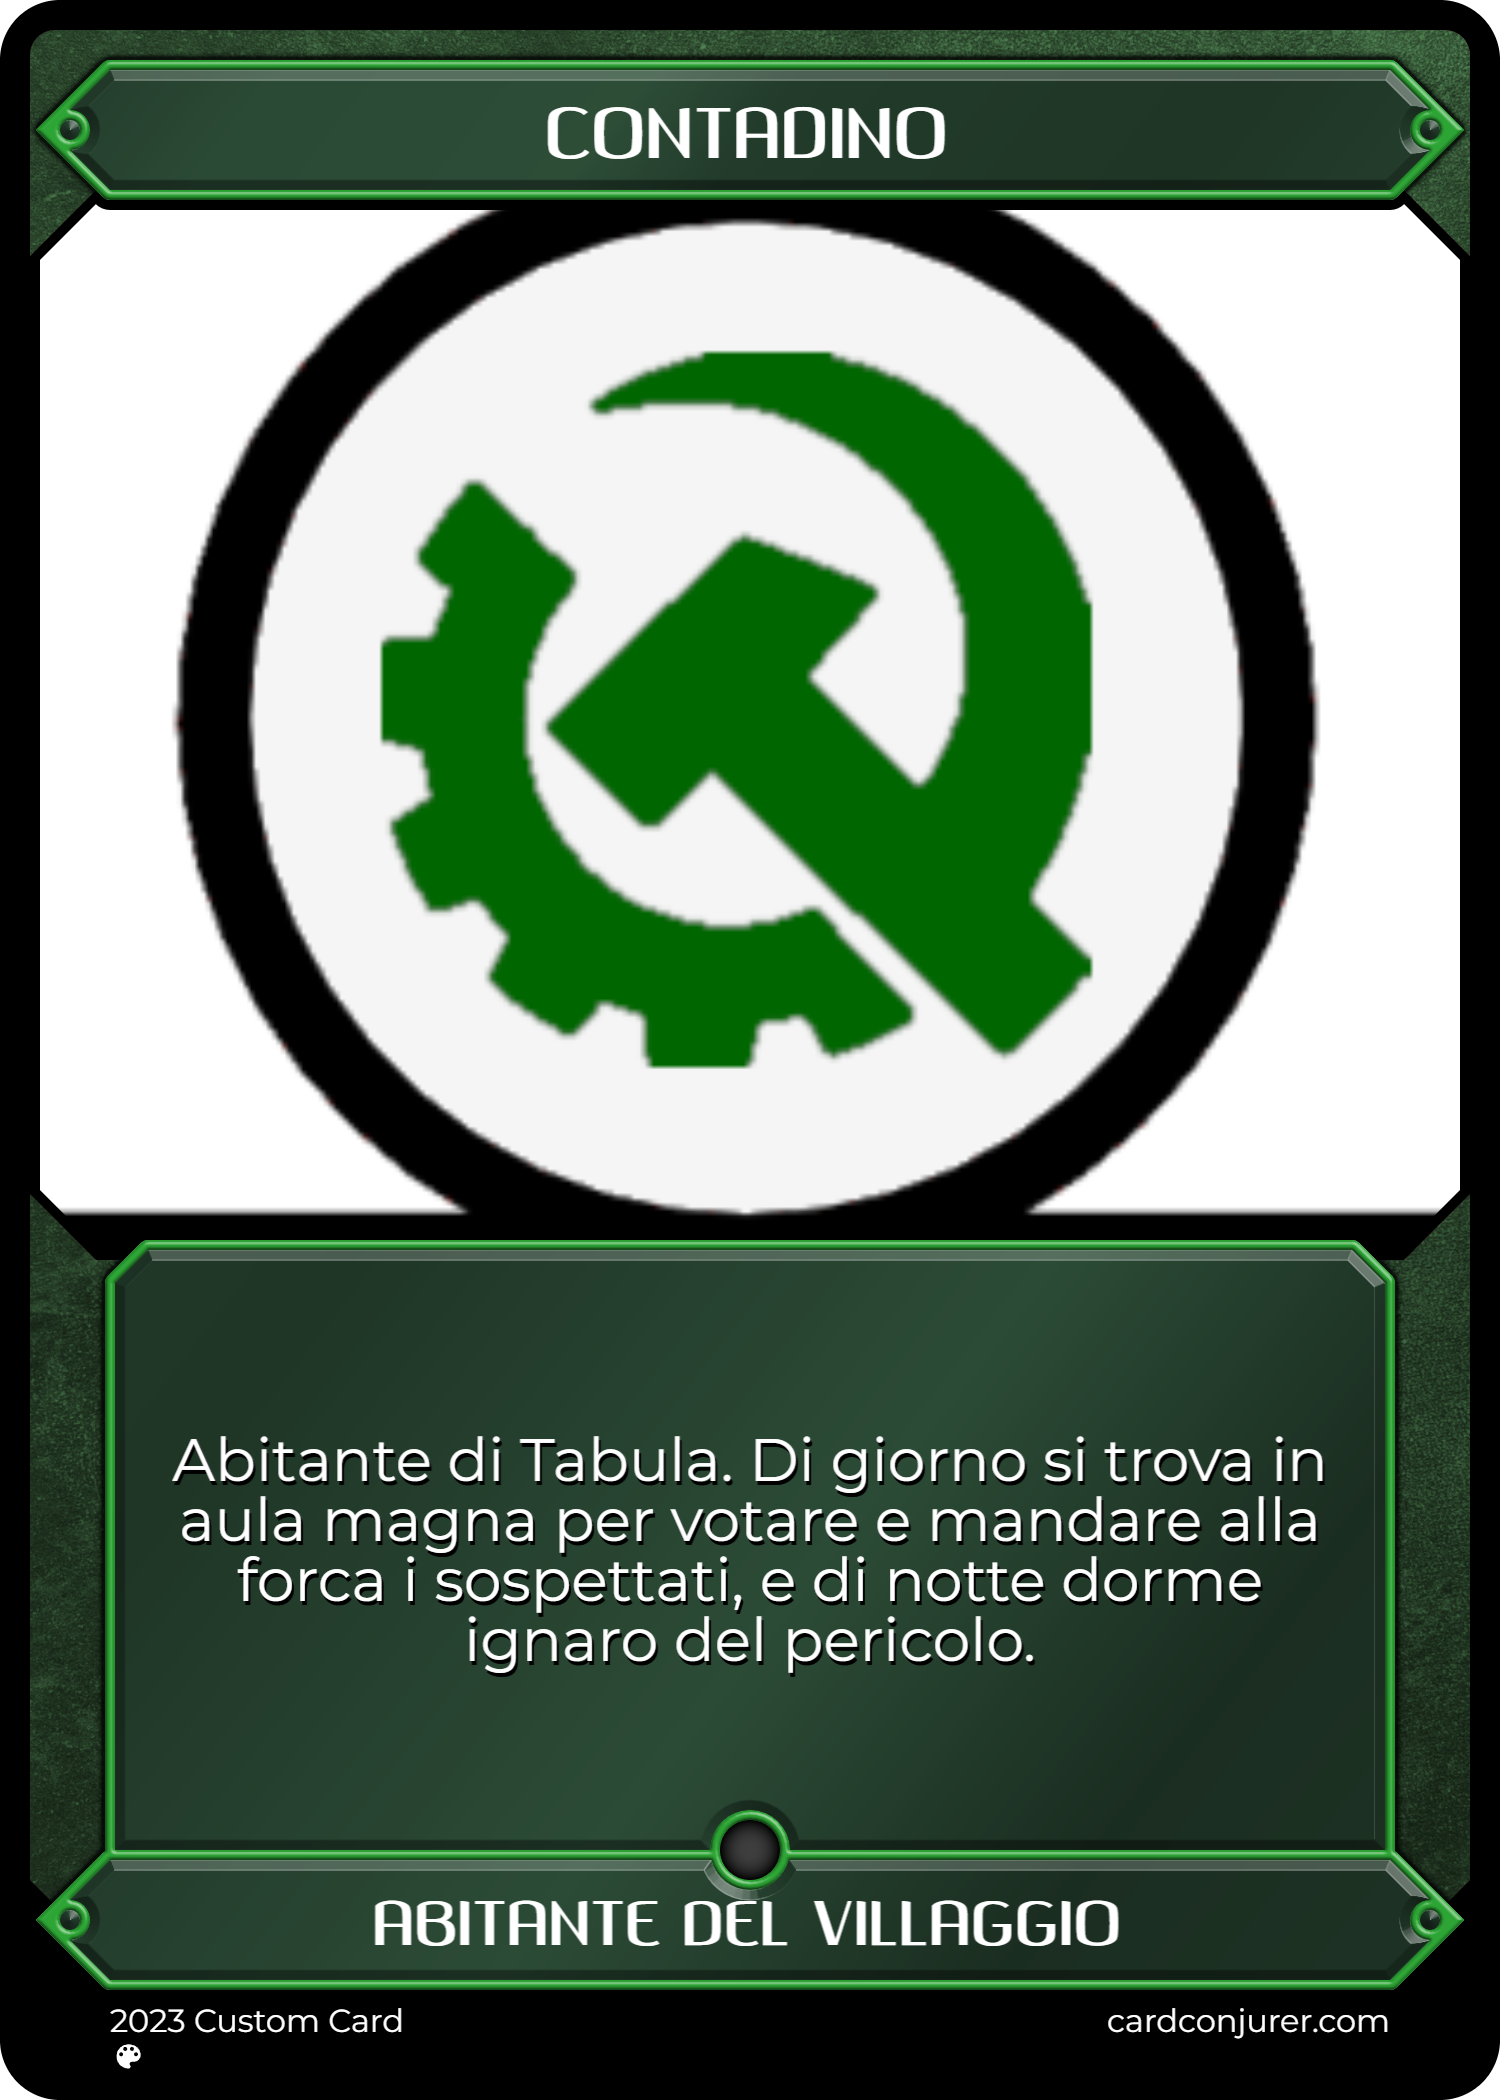 CONTADINO
Abitante di Tabula. Di giorno si trova in
aula magna per votare e mandare alla
forca i sospettati, e di notte dorme
ignaro del pericolo.
ABITANTE DEL VILLAGGIO
2023 Custom Card
cardconjurer.com